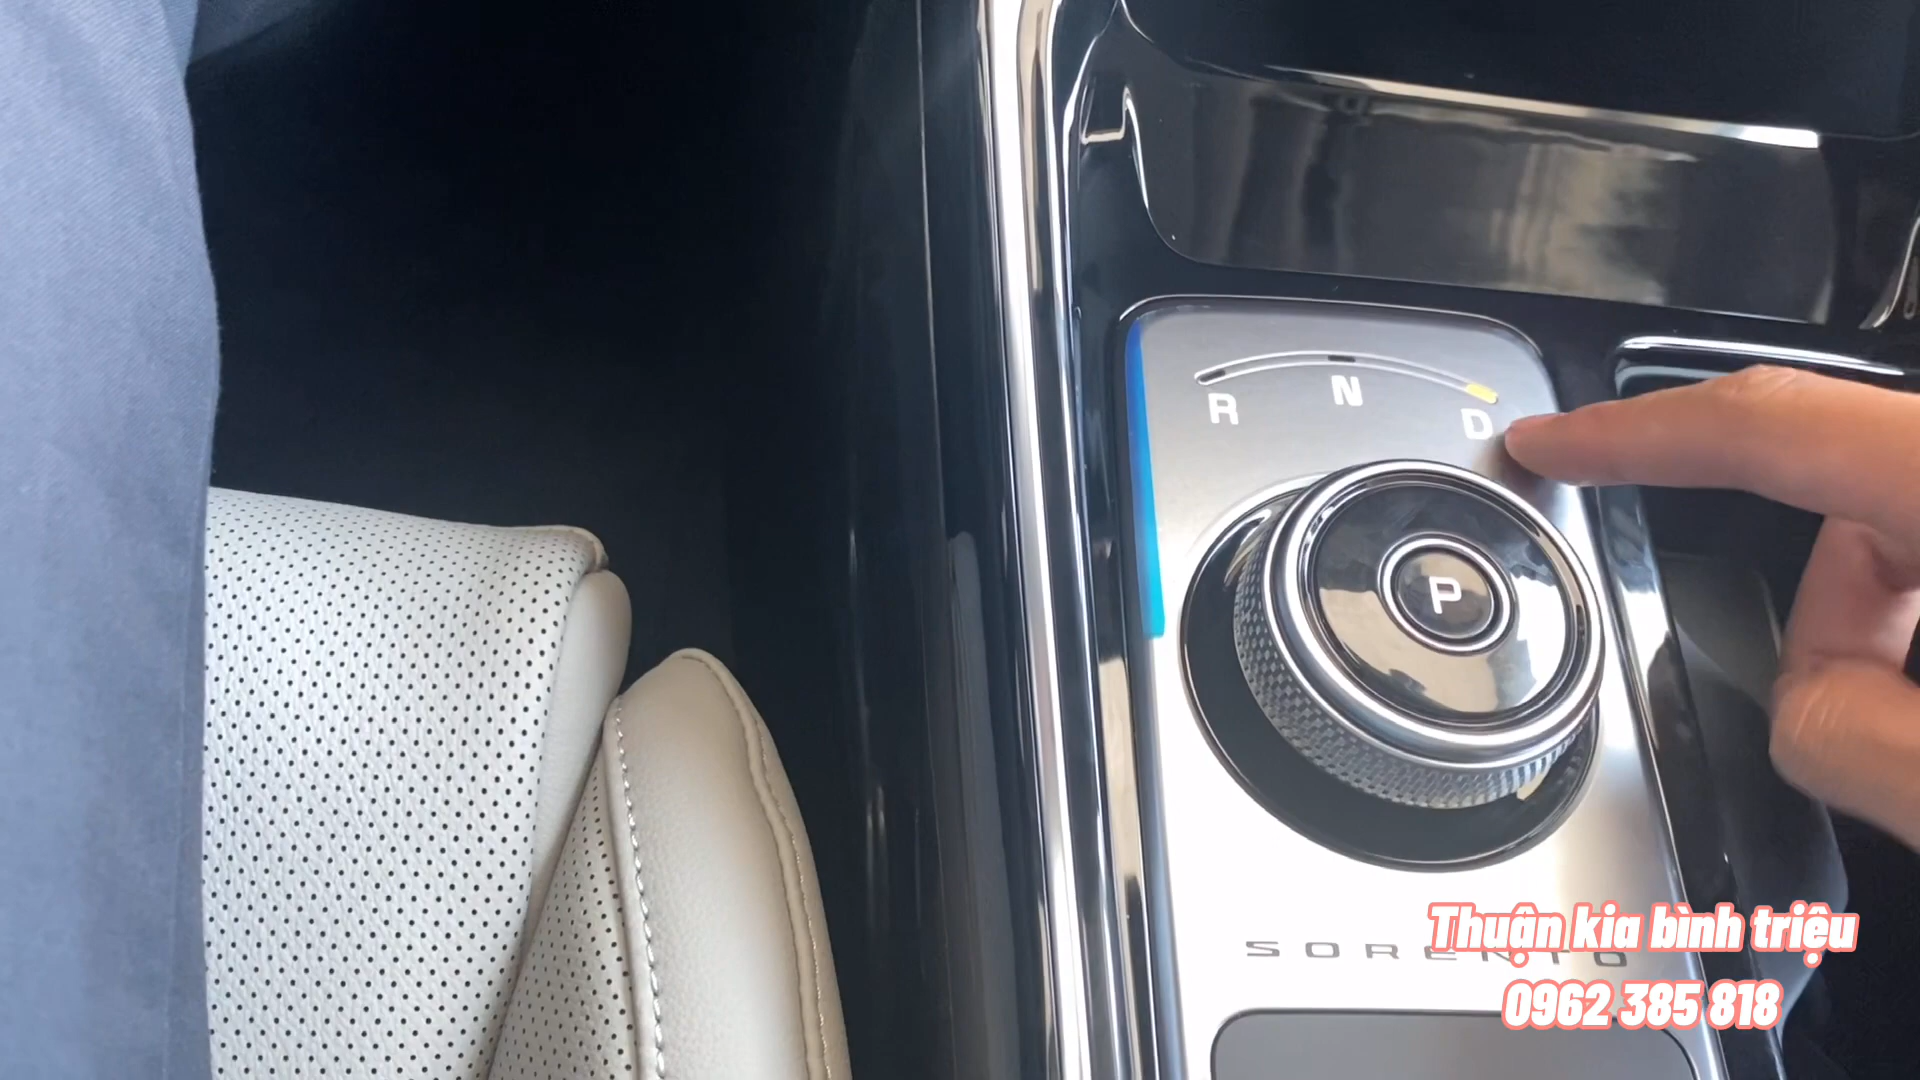 R N D
P
SORENTO
Thuận kia bình triệu
0962 385 818